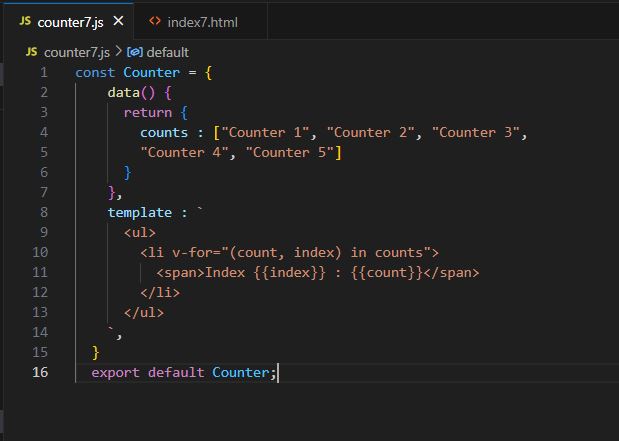 JS counter7.js × <> index7.html
JS counter7.js > default
1 const Counter = {
2 data() {
3 return {
4 counts : ["Counter 1", "Counter 2", "Counter 3",
5 "Counter 4", "Counter 5"]
6 }
7 },
8 template : `
9 <ul>
10 <li v-for="(count, index) in counts">
11 <span>Index {{index}} : {{count}}</span>
12 </li>
13 </ul>
14 `,
15 }
16 export default Counter;